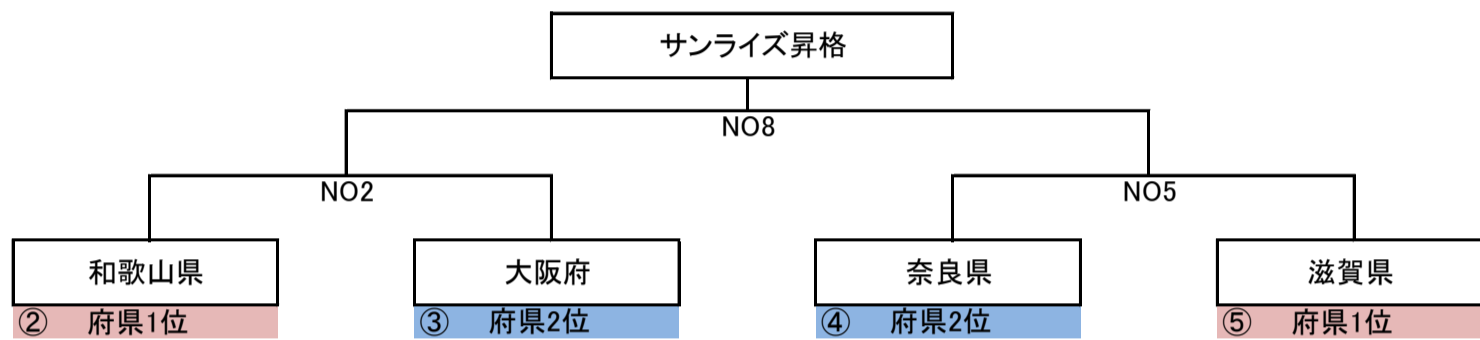 サンライズ昇格
NO8
NO2
NO5
和歌山県
大阪府
奈良県
滋賀県
② 府県1位
③ 府県2位
④ 府県2位
⑤ 府県1位